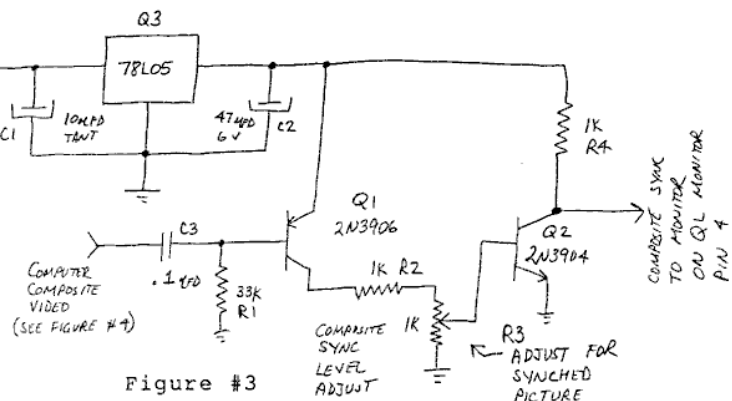 Q3
78L05
C1
10MFD
TANT
47MFD
6V
C2
Q1
2N3906
1K
R4
COMPOSITE SYNC
TO MONITOR
ON QL MONITOR
PIN 4
C3
.1MFD
COMPUTER
COMPOSITE
VIDEO
(SEE FIGURE #4)
33K
R1
1K R2
Q2
2N3904
COMPOSITE
SYNC
LEVEL
ADJUST
1K
R3
ADJUST FOR
SYNCHED
PICTURE
Figure #3